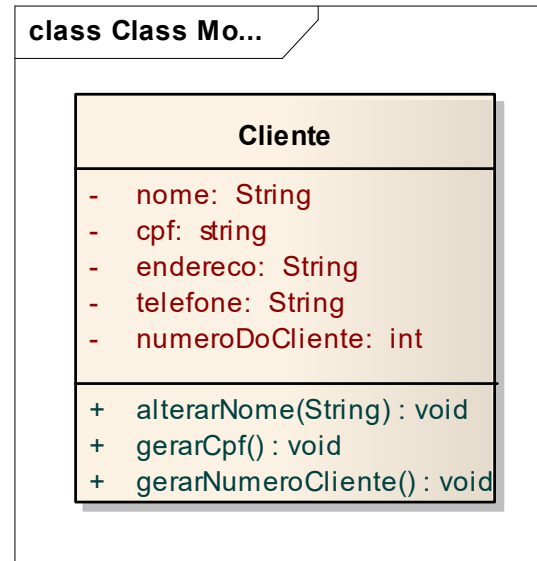 class Class Mo...
Cliente
- nome: String
- cpf: string
- endereco: String
- telefone: String
- numeroDoCliente: int
+ alterarNome(String) : void
+ gerarCpf() : void
+ gerarNumeroCliente() : void